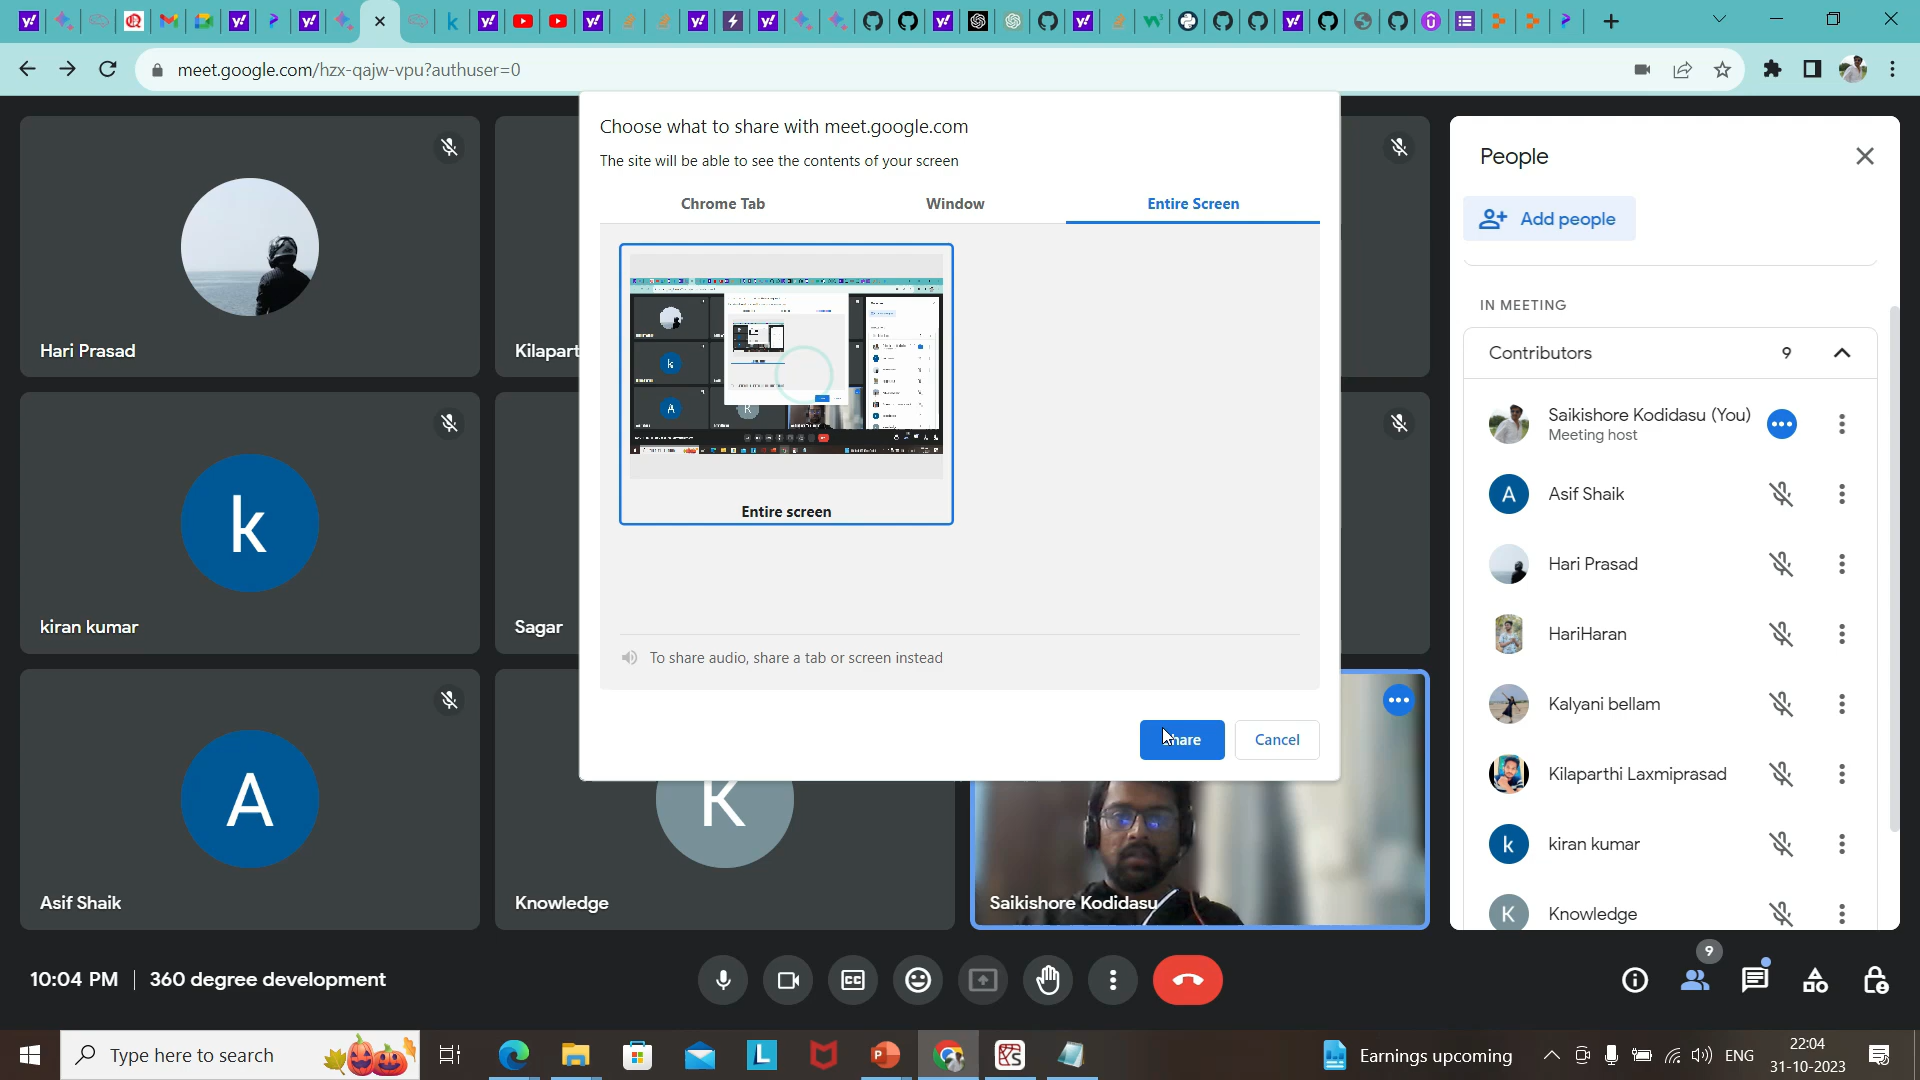 meet.google.com/hzx-qajw-vpu?authuser=0
Choose what to share with meet.google.com
The site will be able to see the contents of your screen
Chrome Tab
Window
Entire Screen
Entire screen
To share audio, share a tab or screen instead
Cancel
Hari Prasad
Kilapart
kiran kumar
Sagar
Asif Shaik
Knowledge
Saikishore Kodidasu
People
Add people
IN MEETING
Contributors
9
Saikishore Kodidasu (You)
Meeting host
Asif Shaik
Hari Prasad
HariHaran
Kalyani bellam
Kilaparthi Laxmiprasad
kiran kumar
Knowledge
10:04 PM | 360 degree development
9
Type here to search
Earnings upcoming
ENG
22:04
31-10-2023